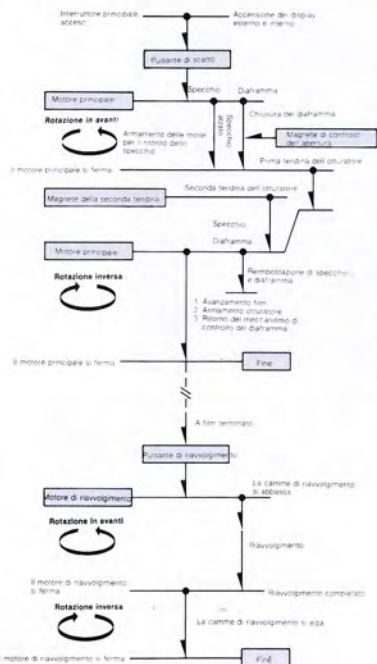 Interruttore principale
acceso
Accensione dei display
esterno e interno
Pulsante di scatto
Specchio
Diaframma
Motore principale
Rotazione in avanti
Armamento delle molle
per il ritorno dello
specchio
Specchio
alzato
Chiusura del diaframma
Magnete di controllo
dell'apertura
Il motore principale si ferma
Prima tendina dell'otturatore
Seconda tendina dell'otturatore
Magnete della seconda tendina
Specchio
Diaframma
Motore principale
Rotazione inversa
Reimpostazione di specchio
e diaframma
1 Avanzamento film
2 Armamento otturatore
3 Ritorno del meccanismo di
controllo del diaframma
Il motore principale si ferma
Fine
A film terminato
Pulsante di riavvolgimento
Motore di riavvolgimento
La camme di riavvolgimento
si abbassa
Rotazione in avanti
Riavvolgimento
Il motore di riavvolgimento
si ferma
Riavvolgimento completato
Rotazione inversa
La camme di riavvolgimento si alza
motore di riavvolgimento si ferma
Fine